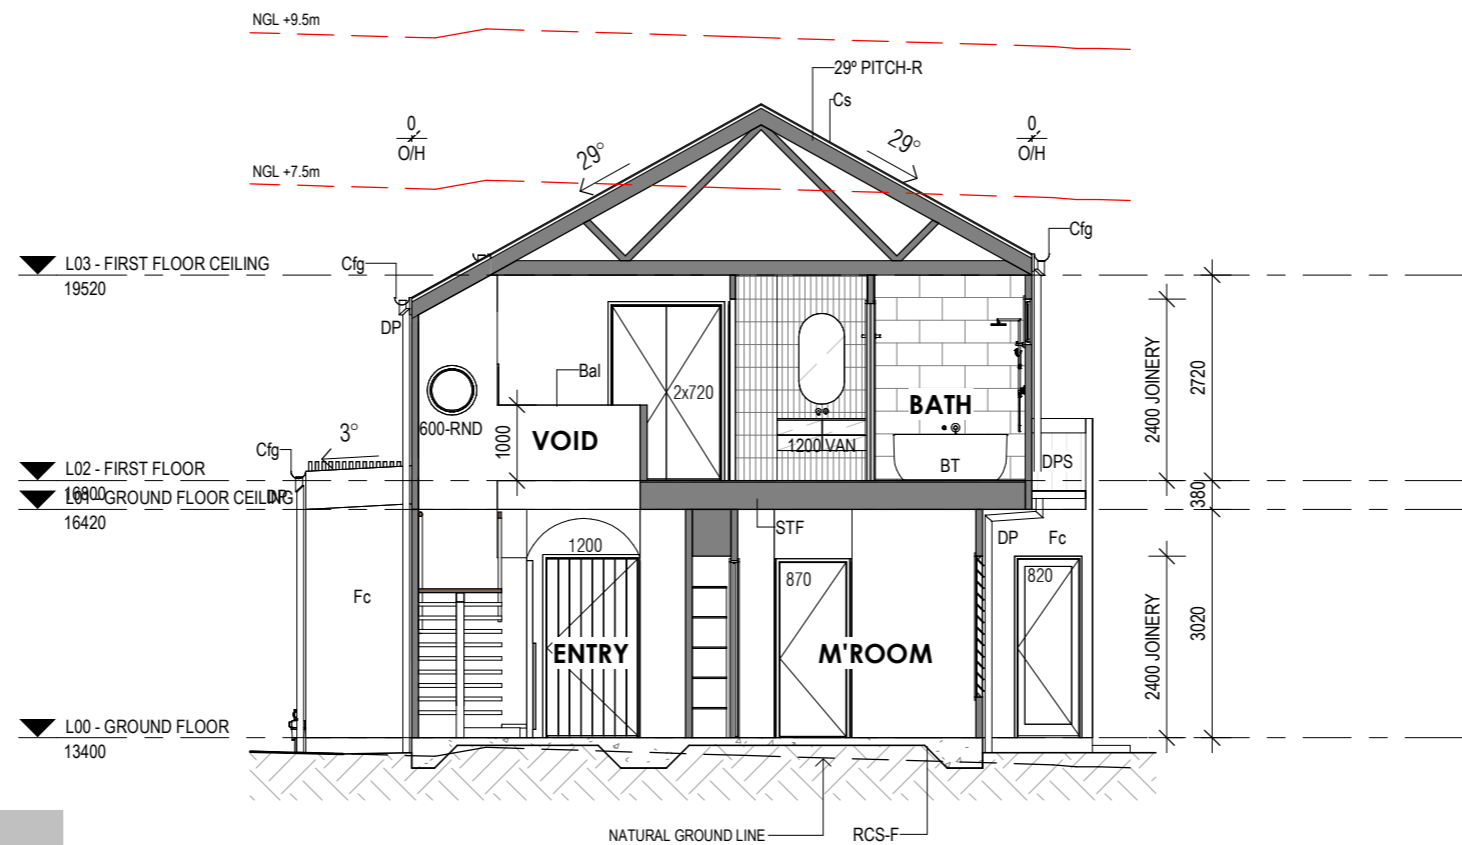 NGL +9.5m
29º PITCH-R
Cs
0
O/H
0
O/H
29°
29°
NGL +7.5m
Cfg
L03 - FIRST FLOOR CEILING
19520
Cfg
DP
2x720
Bal
600-RND
1000
VOID
1200 VAN
BATH
BT
DPS
2400 JOINERY
2720
3°
Cfg
L02 - FIRST FLOOR
16800
DP
L01 - GROUND FLOOR CEILING
16420
380
STF
1200
870
DP
Fc
820
Fc
ENTRY
M'ROOM
2400 JOINERY
3020
L00 - GROUND FLOOR
13400
NATURAL GROUND LINE
RCS-F